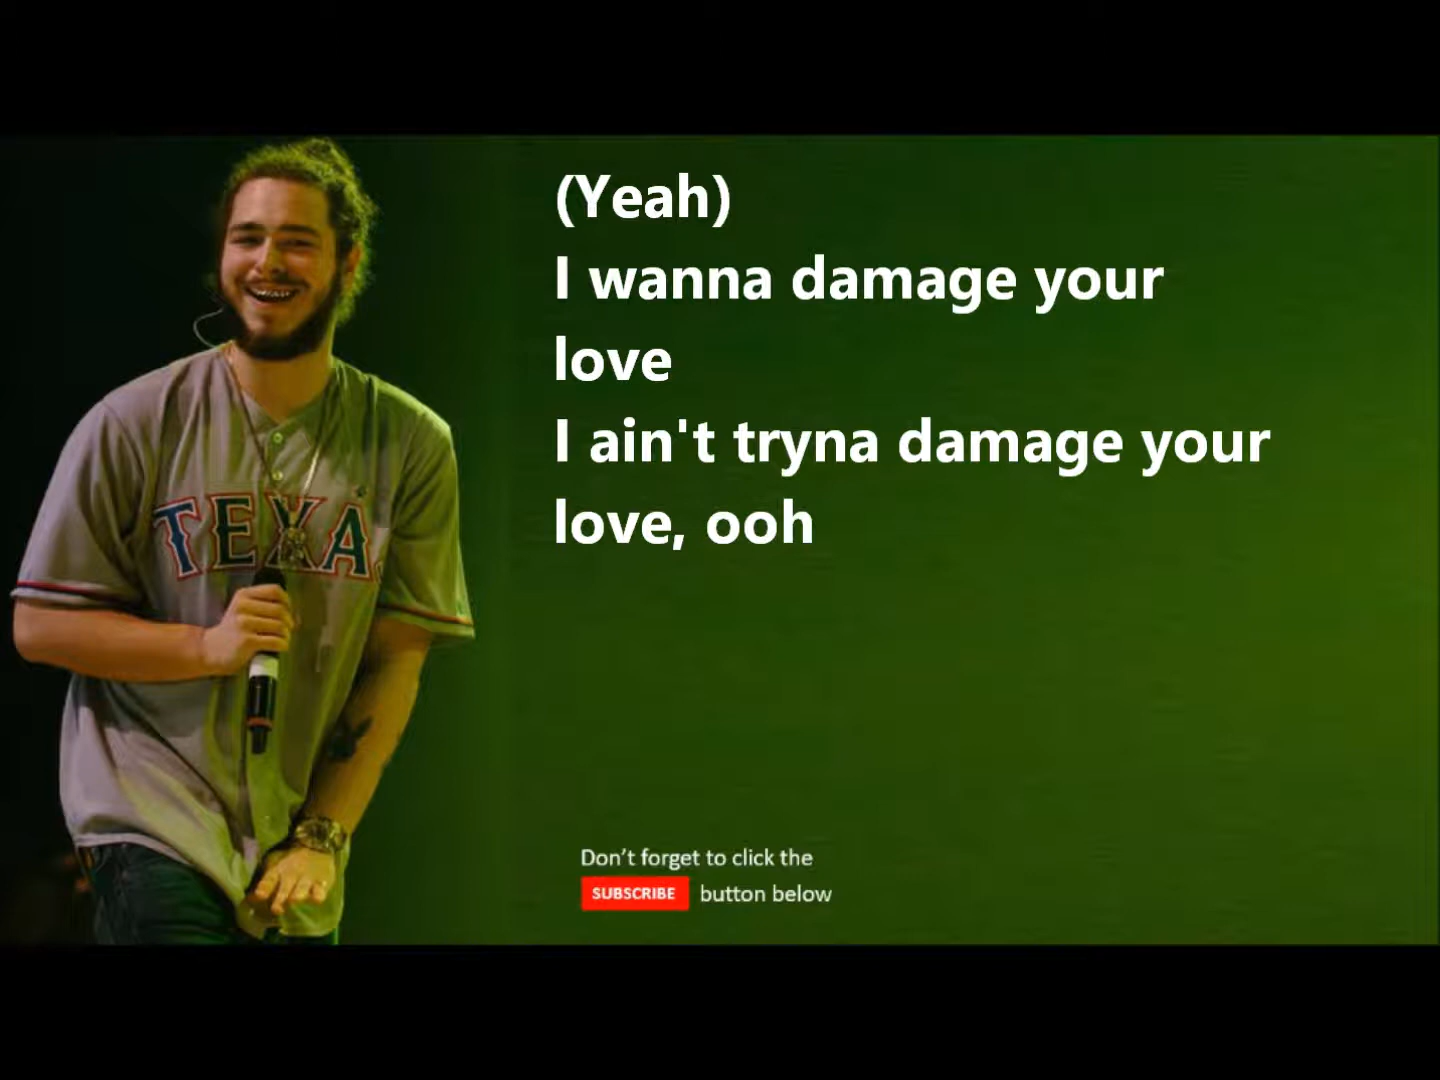 (Yeah)
I wanna damage your
love
I ain't tryna damage your
love, ooh
TEXA
Don't forget to click the
SUBSCRIBE button below